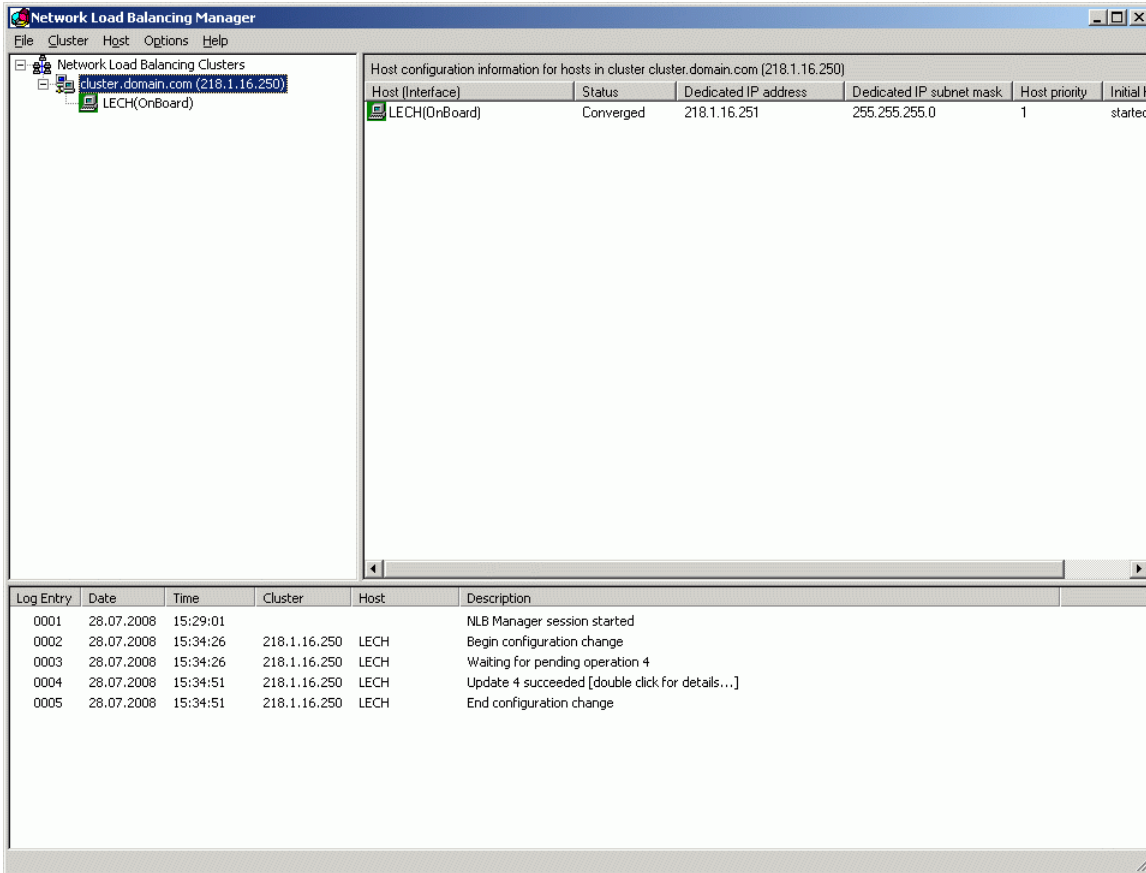 Network Load Balancing Manager
File Cluster Host Options Help
Network Load Balancing Clusters
cluster.domain.com (218.1.16.250)
LECH(OnBoard)
Host configuration information for hosts in cluster cluster.domain.com (218.1.16.250)
Host (Interface) Status Dedicated IP address Dedicated IP subnet mask Host priority Initial
LECH(OnBoard) Converged 218.1.16.251 255.255.255.0 1 started
Log Entry Date Time Cluster Host Description
0001 28.07.2008 15:29:01 NLB Manager session started
0002 28.07.2008 15:34:26 218.1.16.250 LECH Begin configuration change
0003 28.07.2008 15:34:26 218.1.16.250 LECH Waiting for pending operation 4
0004 28.07.2008 15:34:51 218.1.16.250 LECH Update 4 succeeded [double click for details...]
0005 28.07.2008 15:34:51 218.1.16.250 LECH End configuration change